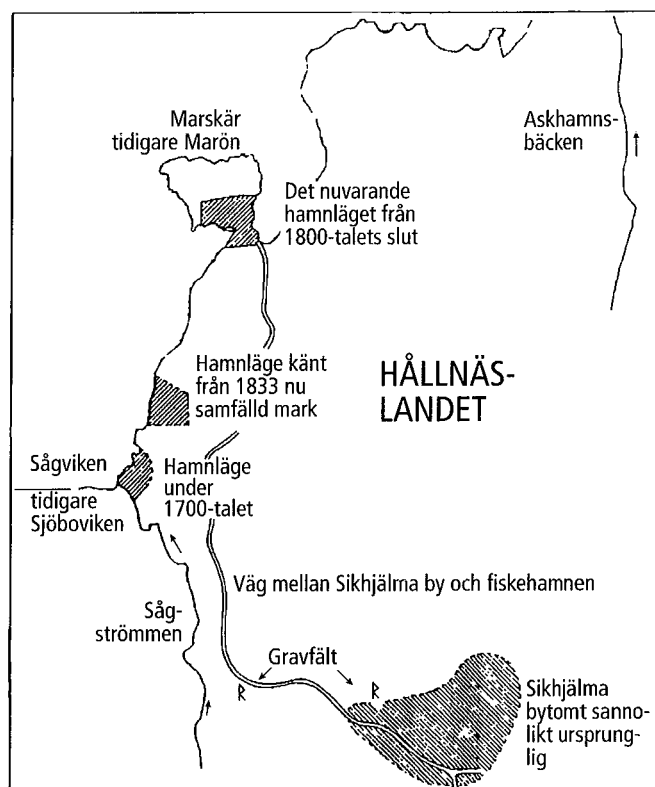 Marskär
tidigare Marön
Askhamns-
bäcken
Det nuvarande
hamnläget från
1800-talets slut
Hamnläge känt
från 1833 nu
samfälld mark
HÅLLNÄS-
LANDET
Sågviken
tidigare
Sjöboviken
Hamnläge
under
1700-talet
Väg mellan Sikhjälma by och fiskehamnen
Såg-
strömmen
Gravfält
R
R
Sikhjälma
bytomt sanno-
likt ursprung-
lig